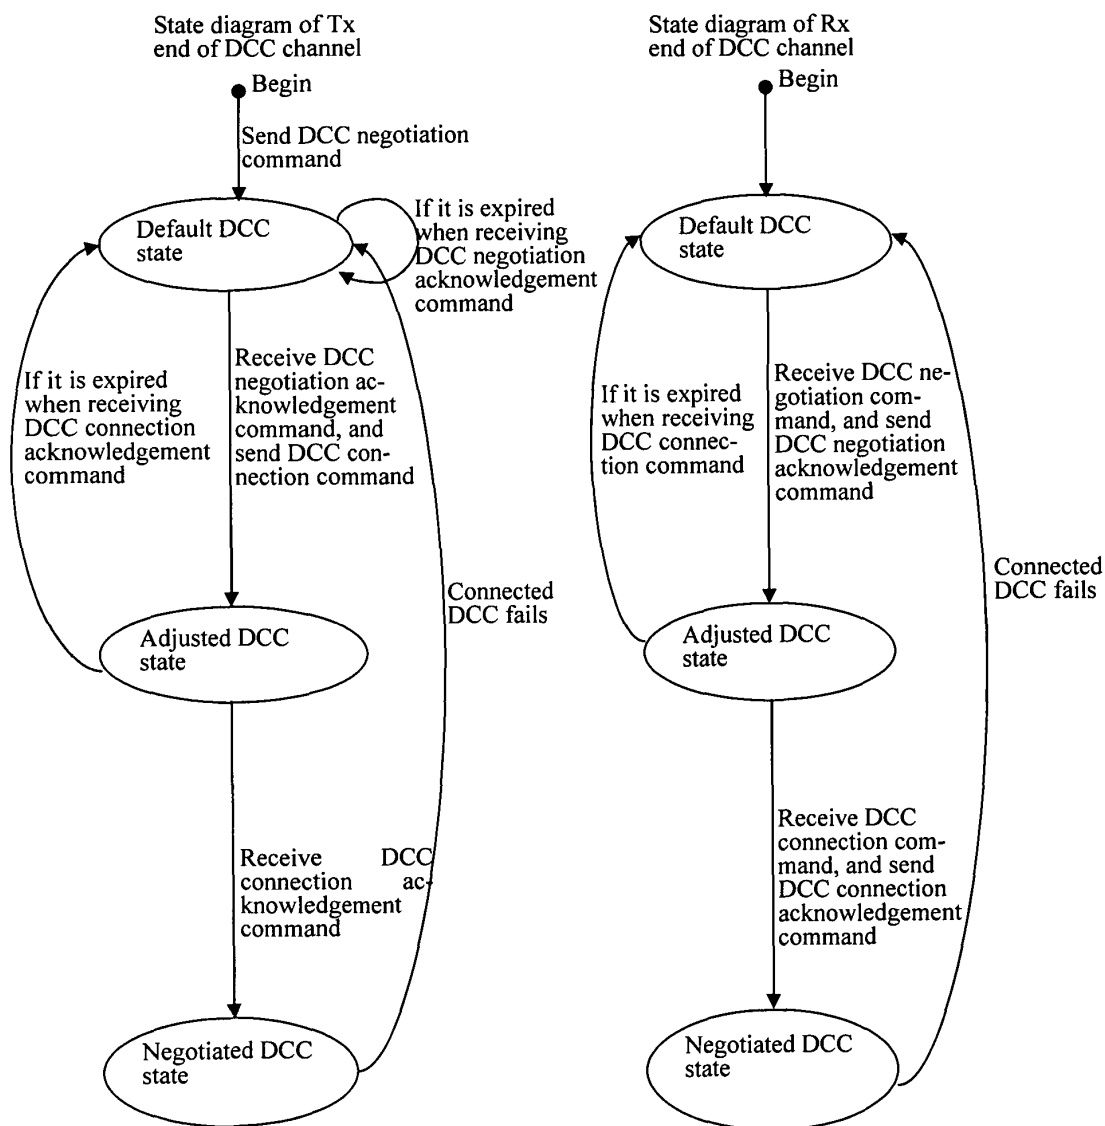 State diagram of Tx
end of DCC channel
Begin
Send DCC negotiation
command
Default DCC
state
If it is expired
when receiving
DCC negotiation
acknowledgement
command
If it is expired
when receiving
DCC connection
acknowledgement
command
Receive DCC
negotiation ac-
knowledgement
command, and
send DCC con-
nection command
Connected
DCC fails
Adjusted DCC
state
Receive DCC
connection ac-
knowledgement
command
Negotiated DCC
state
State diagram of Rx
end of DCC channel
Begin
Default DCC
state
If it is expired
when receiving
DCC connec-
tion command
Receive DCC ne-
gotiation com-
mand, and send
DCC negotiation
acknowledgement
command
Connected
DCC fails
Adjusted DCC
state
Receive DCC
connection com-
mand, and send
DCC connection
acknowledgement
command
Negotiated DCC
state